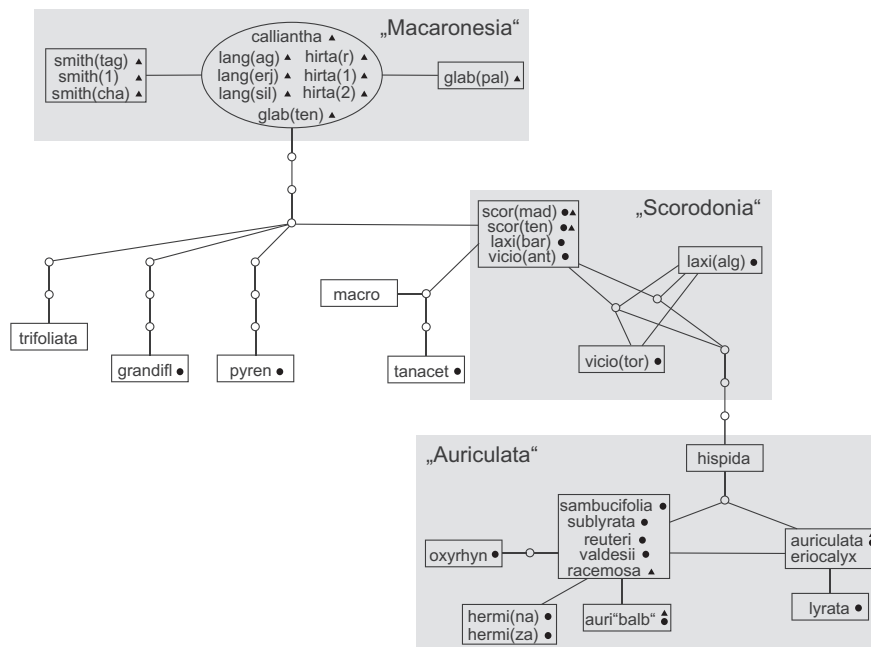 „Macaronesia“
calliantha ▲
smith(tag) ▲
smith(1) ▲
smith(cha) ▲
lang(ag) ▲ hirta(r) ▲
lang(erj) ▲ hirta(1) ▲
lang(sil) ▲ hirta(2) ▲
glab(ten) ▲
glab(pal) ▲
„Scorodonia“
scor(mad) ●▲
scor(ten) ●▲
laxi(bar) ●
vicio(ant) ●
laxi(alg) ●
macro
trifoliata
grandifl ●
pyren ●
tanacet ●
vicio(tor) ●
„Auriculata“
hispida
sambucifolia ●
sublyrata ●
reuteri ●
valdesii ●
racemosa ▲
oxyrhyn ●
auriculata
eriocalyx
hermi(na) ●
hermi(za) ●
auri“balb“ ▲●
lyrata ●